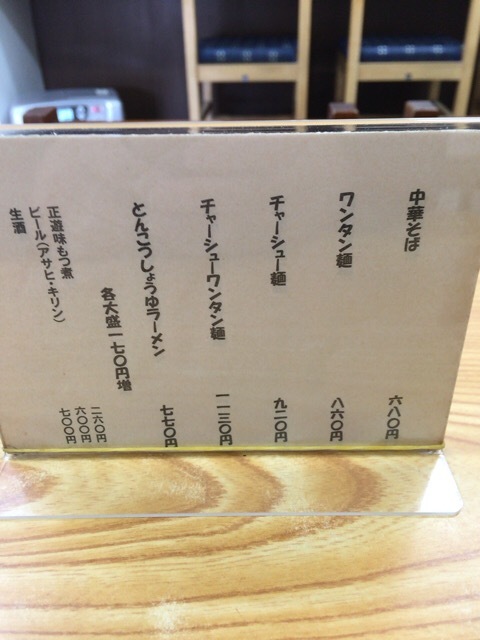 中華そば 六八〇円
ワンタン麺 八六〇円
チャーシュー麺 九二〇円
チャーシューワンタン麺 一一三〇円
とんこつしょうゆラーメン 七七〇円
各大盛一七〇円増
正遊味もつ煮 二六〇円
ビール(アサヒ・キリン) 六〇〇円
生酒 七〇〇円